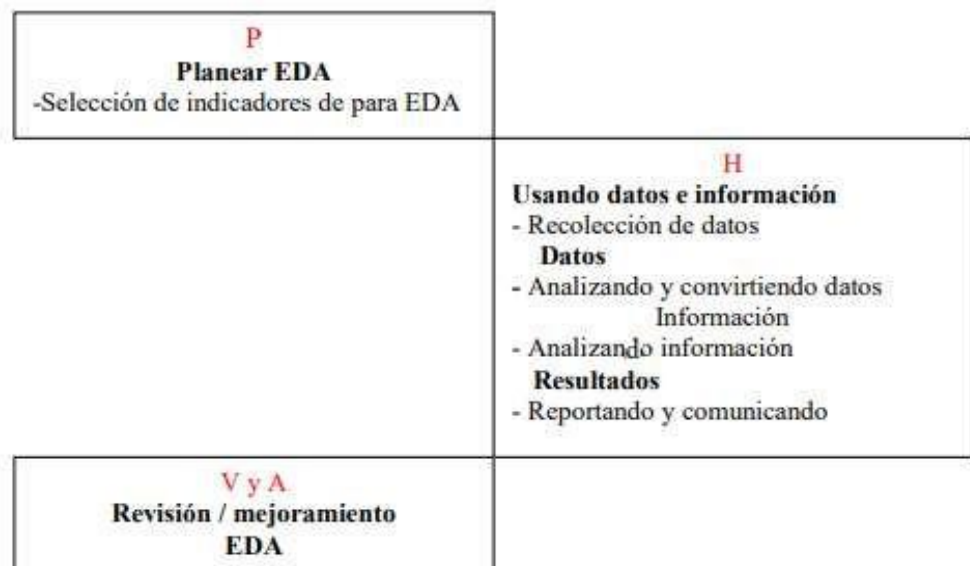 P
Planear EDA
-Selección de indicadores de para EDA
H
Usando datos e información
- Recolección de datos
Datos
- Analizando y convirtiendo datos
Información
- Analizando información
Resultados
- Reportando y comunicando
V y A
Revisión / mejoramiento
EDA